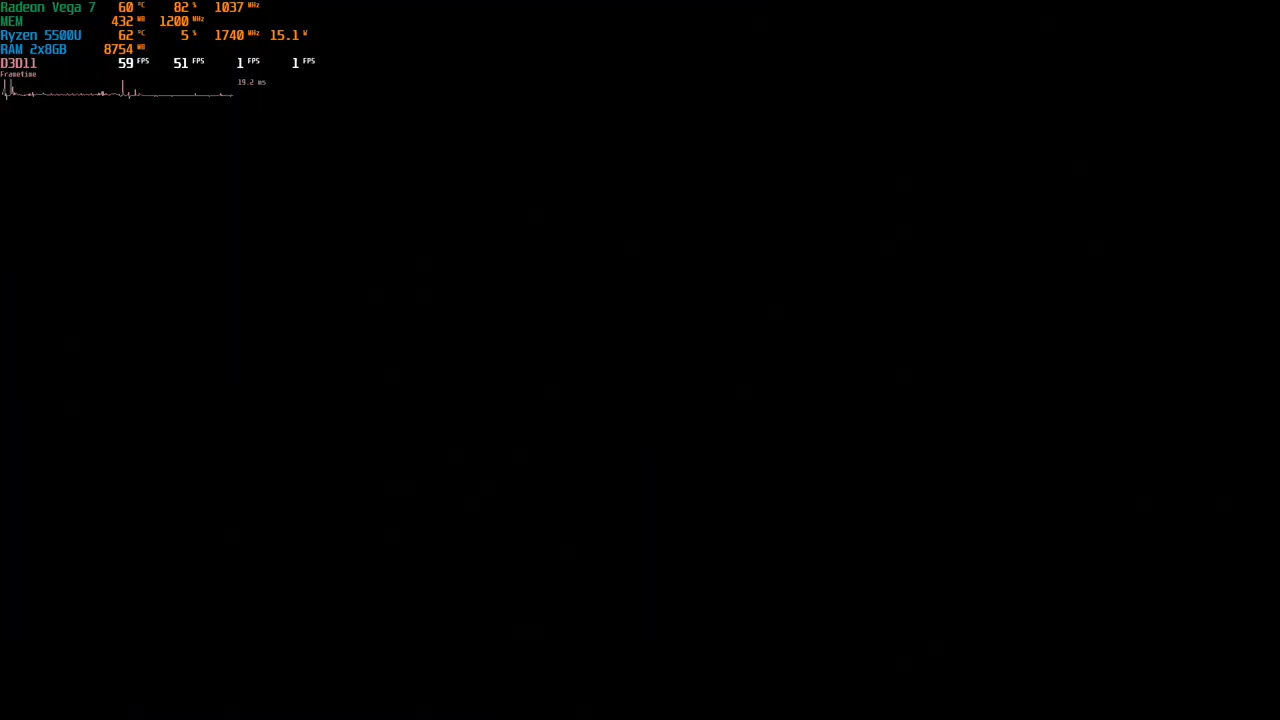 Radeon Vega 7 60 °C 82 % 1037 MHz
MEM 432 MB 1200 MHz
Ryzen 5500U 62 °C 5 % 1740 MHz 15.1 W
RAM 2x8GB 8754 MB
D3D11 59 FPS 51 FPS 1 FPS 1 FPS
Frametime
19.2 ms